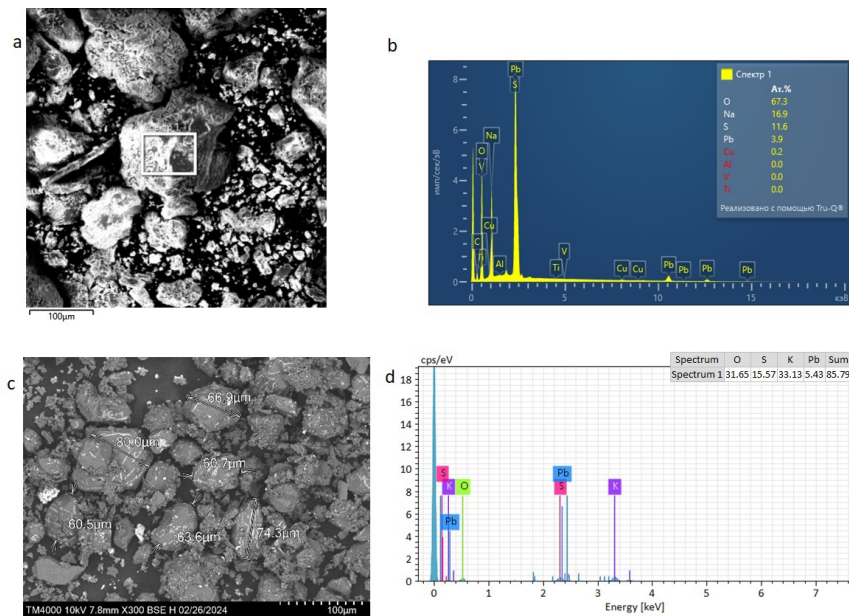 a
100µm
b
имп/сек/эВ
8
6
4
2
0
Pb
S
O
V
Na
Cu
C
Ti
Al
Ti
V
Cu
Cu
Pb
Pb
Pb
Pb
0
5
10
15
кэВ
Спектр 1
Ат.%
O 67.3
Na 16.9
S 11.6
Pb 3.9
Cu 0.2
Al 0.0
V 0.0
Ti 0.0
Реализовано с помощью Tru-Q®
c
66.9µm
80.0µm
60.7µm
60.5µm
63.6µm
74.3µm
TM4000 10kV 7.8mm X300 BSE H 02/26/2024
100µm
d
cps/eV
Spectrum O S K Pb Sum
Spectrum 1 31.65 15.57 33.13 5.43 85.79
18
16
14
12
10
8
6
4
2
0
S
K
O
Pb
Pb
S
K
0
1
2
3
4
5
6
7
Energy [keV]